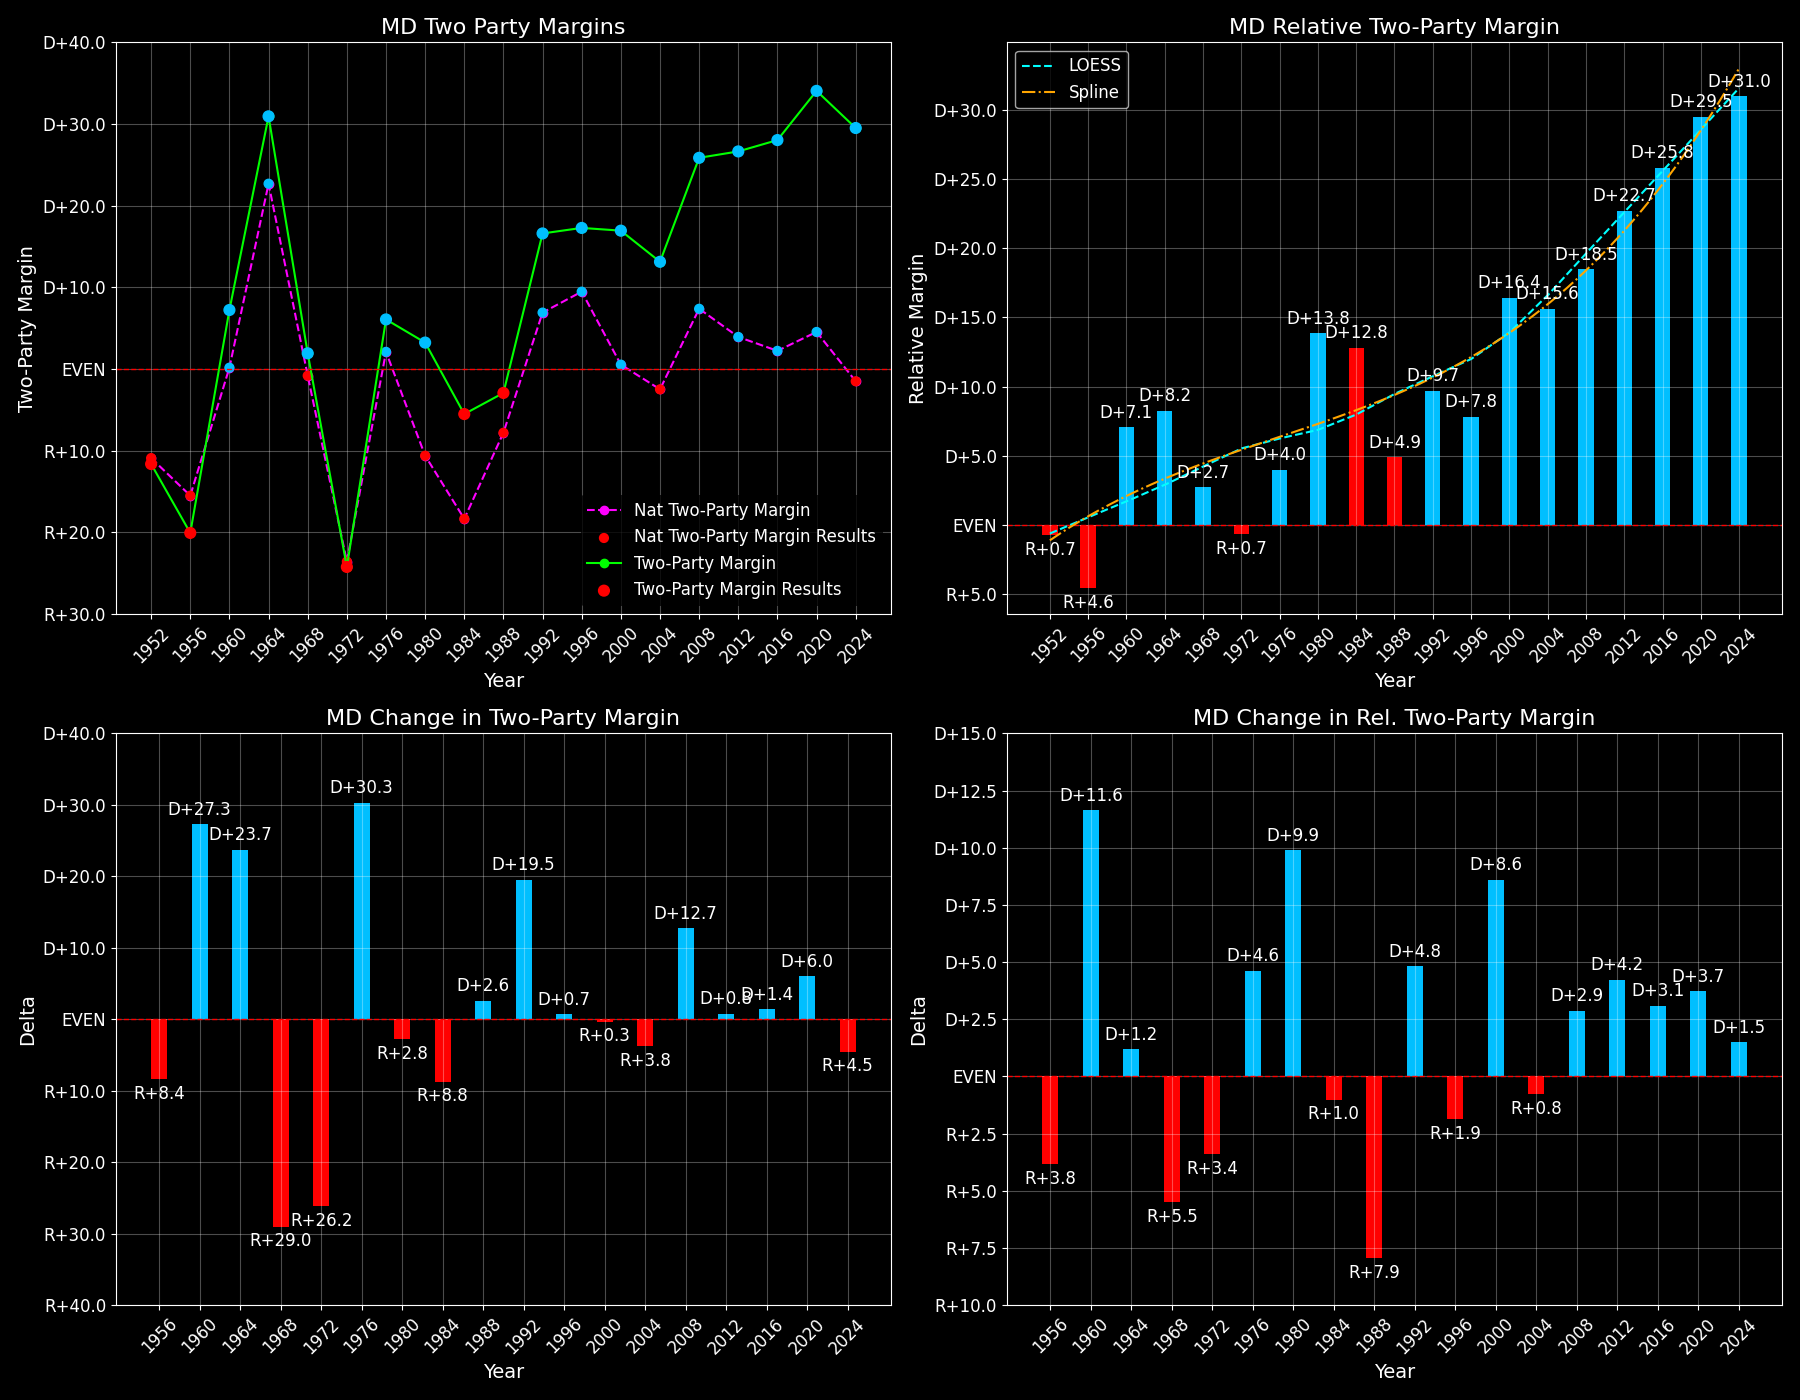 MD Two Party Margins
D+40.0
D+30.0
D+20.0
D+10.0
EVEN
R+10.0
R+20.0
R+30.0
Two-Party Margin
Nat Two-Party Margin
Nat Two-Party Margin Results
Two-Party Margin
Two-Party Margin Results
1952 1956 1960 1964 1968 1972 1976 1980 1984 1988 1992 1996 2000 2004 2008 2012 2016 2020 2024
Year
MD Relative Two-Party Margin
LOESS
Spline
D+30.0
D+25.0
D+20.0
D+15.0
D+10.0
D+5.0
EVEN
R+5.0
Relative Margin
R+0.7 R+4.6 D+7.1 D+8.2 D+2.7 R+0.7 D+4.0 D+13.8 D+12.8 D+4.9 D+9.7 D+7.8 D+16.4 D+15.6 D+18.5 D+22.7 D+25.8 D+29.5 D+31.0
1952 1956 1960 1964 1968 1972 1976 1980 1984 1988 1992 1996 2000 2004 2008 2012 2016 2020 2024
Year
MD Change in Two-Party Margin
D+40.0
D+30.0
D+20.0
D+10.0
EVEN
R+10.0
R+20.0
R+30.0
R+40.0
Delta
R+8.4 D+27.3 D+23.7 R+29.0 R+26.2 D+30.3 R+2.8 R+8.8 D+2.6 D+19.5 D+0.7 R+0.3 R+3.8 D+12.7 D+0.8 D+1.4 D+6.0 R+4.5
1956 1960 1964 1968 1972 1976 1980 1984 1988 1992 1996 2000 2004 2008 2012 2016 2020 2024
Year
MD Change in Rel. Two-Party Margin
D+15.0
D+12.5
D+10.0
D+7.5
D+5.0
D+2.5
EVEN
R+2.5
R+5.0
R+7.5
R+10.0
Delta
R+3.8 D+11.6 D+1.2 R+5.5 R+3.4 D+4.6 D+9.9 R+1.0 R+7.9 D+4.8 R+1.9 D+8.6 R+0.8 D+2.9 D+4.2 D+3.1 D+3.7 D+1.5
1956 1960 1964 1968 1972 1976 1980 1984 1988 1992 1996 2000 2004 2008 2012 2016 2020 2024
Year